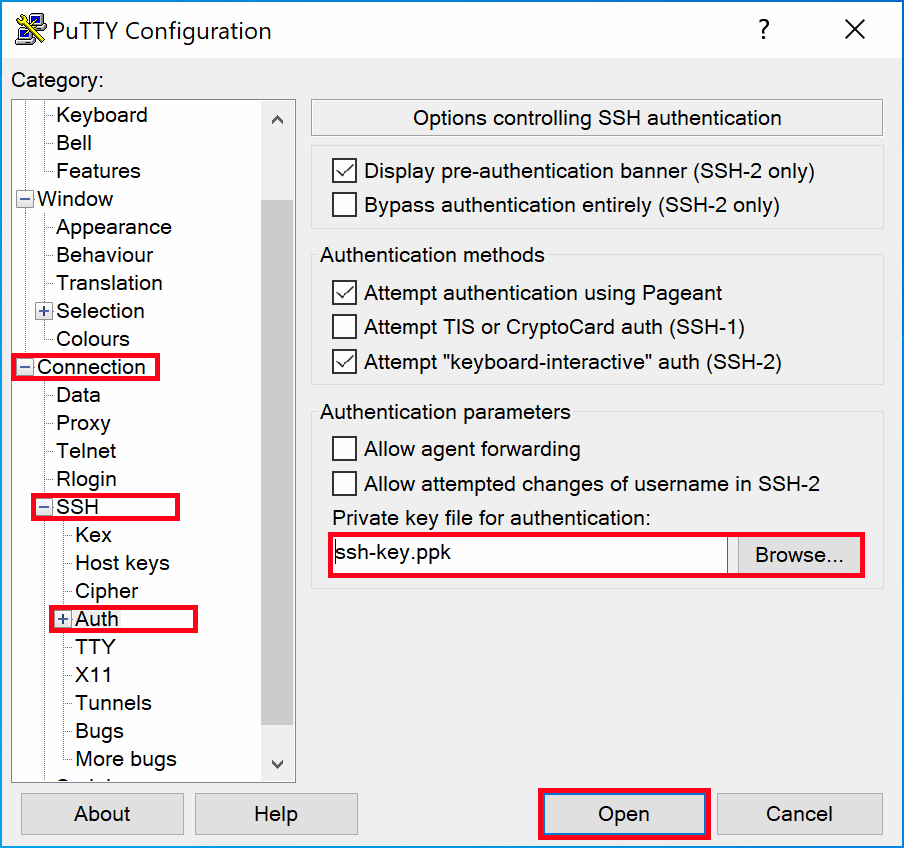 PuTTY Configuration
?
Category:
Keyboard
Bell
Features
Window
Appearance
Behaviour
Translation
Selection
Colours
Connection
Data
Proxy
Telnet
Rlogin
SSH
Kex
Host keys
Cipher
Auth
TTY
X11
Tunnels
Bugs
More bugs
Options controlling SSH authentication
Display pre-authentication banner (SSH-2 only)
Bypass authentication entirely (SSH-2 only)
Authentication methods
Attempt authentication using Pageant
Attempt TIS or CryptoCard auth (SSH-1)
Attempt "keyboard-interactive" auth (SSH-2)
Authentication parameters
Allow agent forwarding
Allow attempted changes of username in SSH-2
Private key file for authentication:
ssh-key.ppk
Browse...
About
Help
Open
Cancel